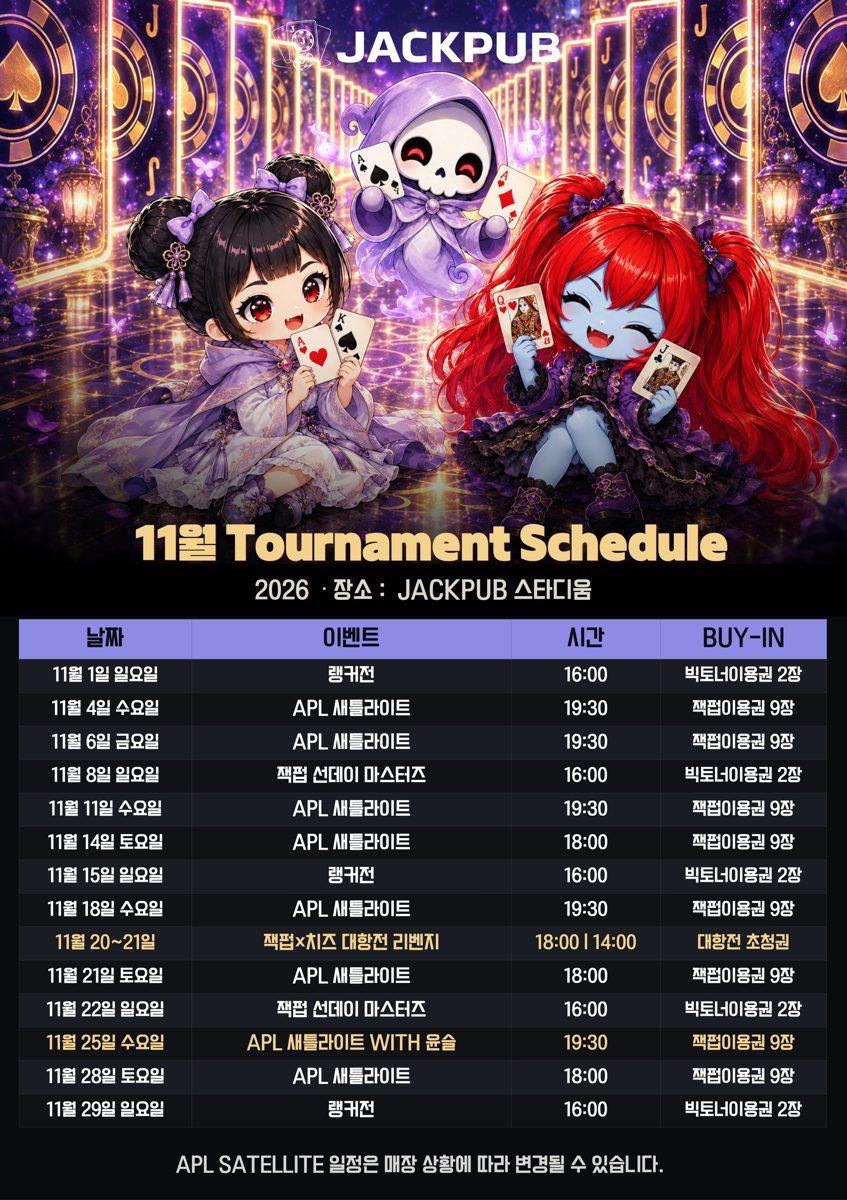 JACKPUB
11월 Tournament Schedule
2026 · 장소 : JACKPUB 스타디움
날짜 이벤트 시간 BUY-IN
11월 1일 일요일 랭커전 16:00 빅토너이용권 2장
11월 4일 수요일 APL 새틀라이트 19:30 잭펍이용권 9장
11월 6일 금요일 APL 새틀라이트 19:30 잭펍이용권 9장
11월 8일 일요일 잭펍 선데이 마스터즈 16:00 빅토너이용권 2장
11월 11일 수요일 APL 새틀라이트 19:30 잭펍이용권 9장
11월 14일 토요일 APL 새틀라이트 18:00 잭펍이용권 9장
11월 15일 일요일 랭커전 16:00 빅토너이용권 2장
11월 18일 수요일 APL 새틀라이트 19:30 잭펍이용권 9장
11월 20~21일 잭펍×치즈 대항전 리벤지 18:00 | 14:00 대항전 초청권
11월 21일 토요일 APL 새틀라이트 18:00 잭펍이용권 9장
11월 22일 일요일 잭펍 선데이 마스터즈 16:00 빅토너이용권 2장
11월 25일 수요일 APL 새틀라이트 WITH 윤슬 19:30 잭펍이용권 9장
11월 28일 토요일 APL 새틀라이트 18:00 잭펍이용권 9장
11월 29일 일요일 랭커전 16:00 빅토너이용권 2장
APL SATELLITE 일정은 매장 상황에 따라 변경될 수 있습니다.